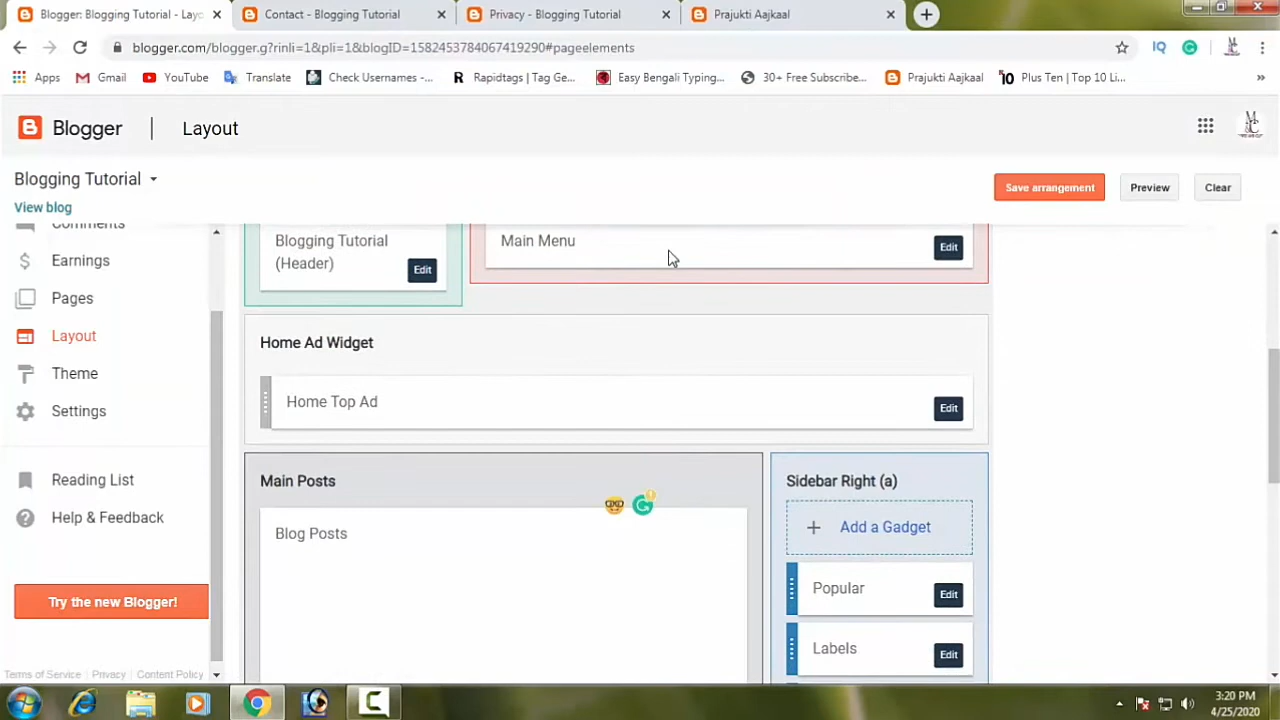 Blogger: Blogging Tutorial - Layo
Contact - Blogging Tutorial
Privacy - Blogging Tutorial
Prajukti Aajkaal
blogger.com/blogger.g?rinli=1&pli=1&blogID=1582453784067419290#pageelements
Apps
Gmail
YouTube
Translate
Check Usernames -...
Rapidtags | Tag Ge...
Easy Bengali Typing...
30+ Free Subscribe...
Prajukti Aajkaal
Plus Ten | Top 10 Li...
Blogger
Layout
Blogging Tutorial
Save arrangement
Preview
Clear
View blog
Comments
Earnings
Pages
Layout
Theme
Settings
Reading List
Help & Feedback
Try the new Blogger!
Terms of Service | Privacy | Content Policy
Blogging Tutorial
(Header)
Edit
Main Menu
Edit
Home Ad Widget
Home Top Ad
Edit
Main Posts
Blog Posts
Sidebar Right (a)
Add a Gadget
Popular
Edit
Labels
Edit
3:20 PM
4/25/2020